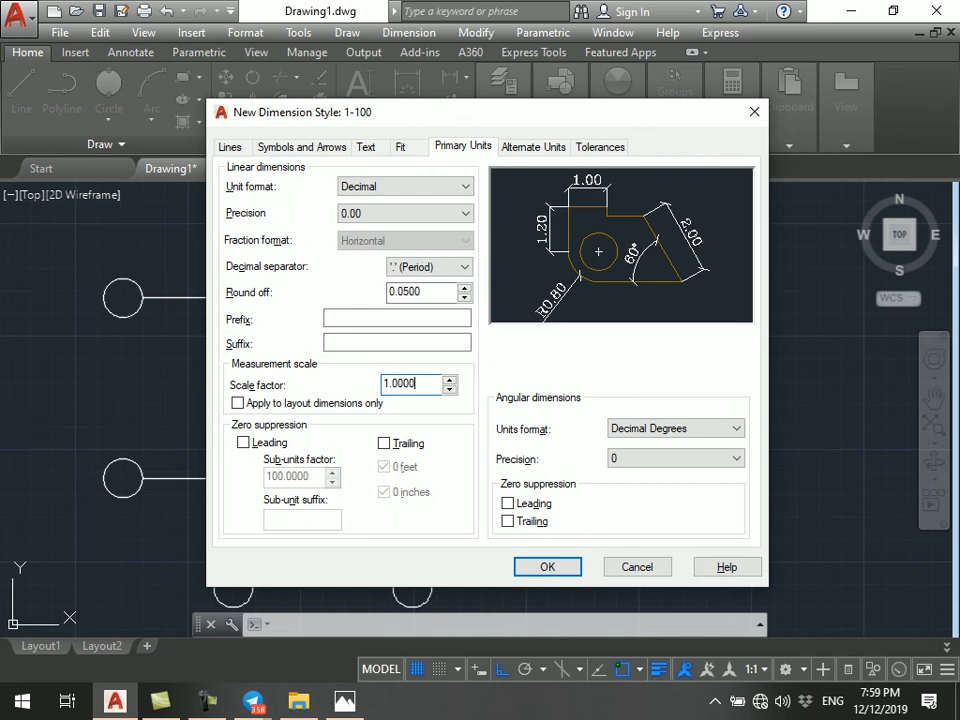 Drawing1.dwg
Type a keyword or phrase
Sign In
File Edit View Insert Format Tools Draw Dimension Modify Parametric Window Help Express
Home Insert Annotate Parametric View Manage Output Add-ins A360 Express Tools Featured Apps
Line Polyline Circle Arc Groups Clipboard View
Draw
Start Drawing1*
[−][Top][2D Wireframe]
New Dimension Style: 1-100
Lines Symbols and Arrows Text Fit Primary Units Alternate Units Tolerances
Linear dimensions
Unit format: Decimal
Precision 0.00
Fraction format: Horizontal
Decimal separator: '.' (Period)
Round off: 0.0500
Prefix:
Suffix:
Measurement scale
Scale factor: 1.0000
Apply to layout dimensions only
Zero suppression
Leading Trailing
Sub-units factor: 0 feet
100.0000
0 inches
Sub-unit suffix:
1.00
1.20
2.00
60°
R0.80
Angular dimensions
Units format: Decimal Degrees
Precision: 0
Zero suppression
Leading
Trailing
OK Cancel Help
N
W TOP E
S
WCS
Y
X
Layout1 Layout2 +
MODEL 1:1
358
ENG
7:59 PM
12/12/2019